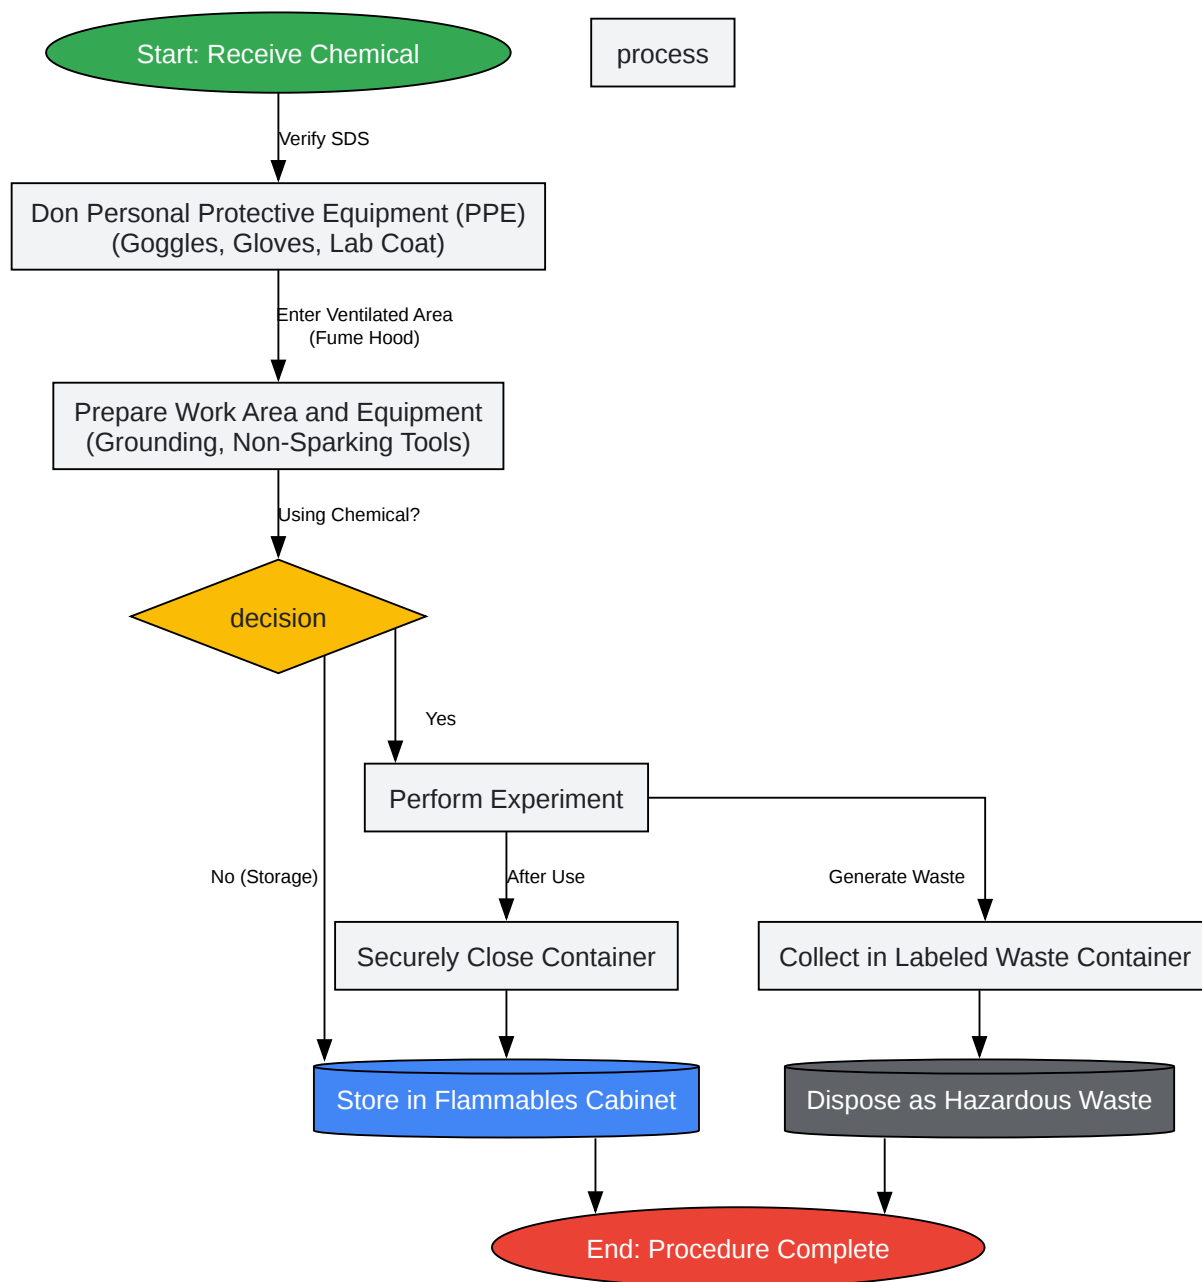 Start: Receive Chemical
process
Verify SDS
Don Personal Protective Equipment (PPE)
(Goggles, Gloves, Lab Coat)
Enter Ventilated Area
(Fume Hood)
Prepare Work Area and Equipment
(Grounding, Non-Sparking Tools)
Using Chemical?
decision
Yes
Perform Experiment
No (Storage)
After Use
Generate Waste
Securely Close Container
Collect in Labeled Waste Container
Store in Flammables Cabinet
Dispose as Hazardous Waste
End: Procedure Complete